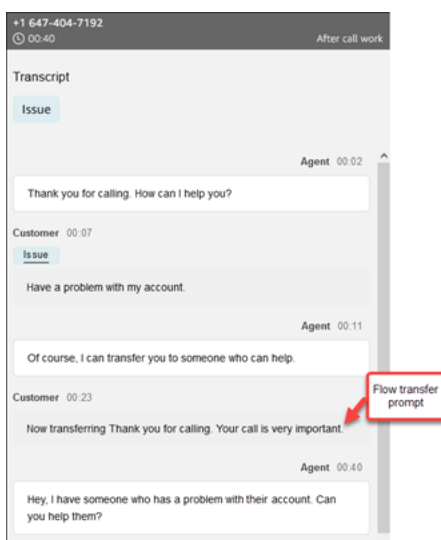 +1 647-404-7192
00:40 After call work
Transcript
Issue
Agent 00:02
Thank you for calling. How can I help you?
Customer 00:07
Issue
Have a problem with my account.
Agent 00:11
Of course, I can transfer you to someone who can help.
Customer 00:23
Flow transfer
prompt
Now transferring Thank you for calling. Your call is very important.
Agent 00:40
Hey, I have someone who has a problem with their account. Can
you help them?